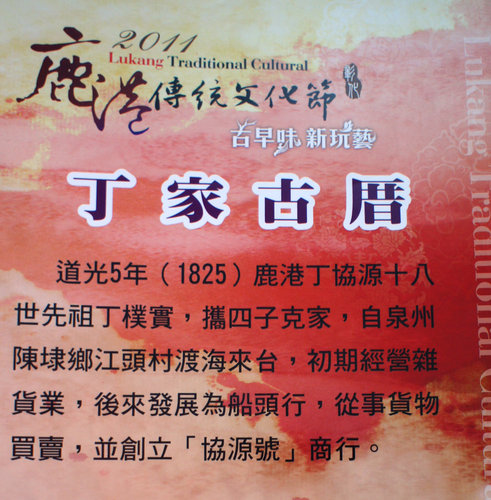 2011
Lukang Traditional Cultural
鹿港傳統文化節
彰化
古早味 新玩藝
丁家古厝
道光5年（1825）鹿港丁協源十八
世先祖丁樸實，攜四子克家，自泉州
陳埭鄉江頭村渡海來台，初期經營雜
貨業，後來發展為船頭行，從事貨物
買賣，並創立「協源號」商行。
Lukang Traditional Culture